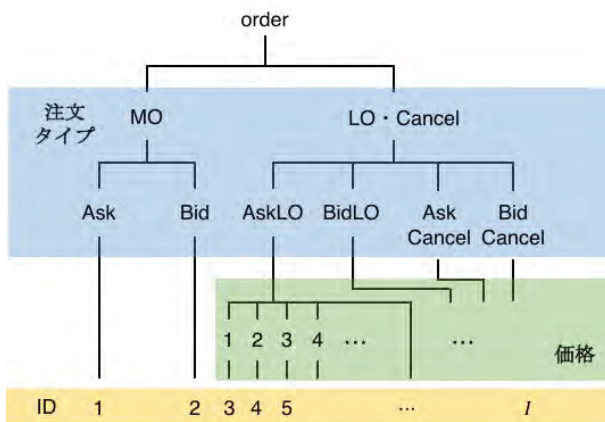 order
注文
タイプ
MO
LO・Cancel
Ask
Bid
AskLO
BidLO
Ask
Cancel
Bid
Cancel
1 2 3 4 … …
価格
ID 1 2 3 4 5 … I